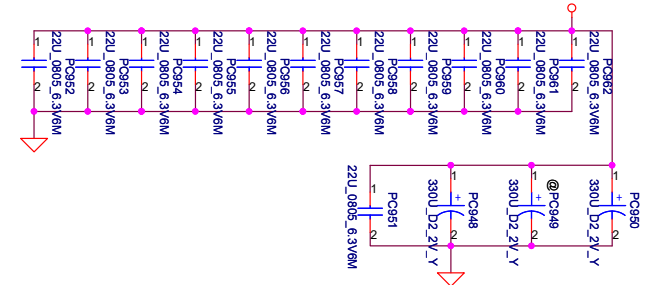 1
2
PC952
22U_0805_6.3V6M
1
2
PC953
22U_0805_6.3V6M
1
2
PC954
22U_0805_6.3V6M
1
2
PC955
22U_0805_6.3V6M
1
2
PC956
22U_0805_6.3V6M
1
2
PC957
22U_0805_6.3V6M
1
2
PC958
22U_0805_6.3V6M
1
2
PC959
22U_0805_6.3V6M
1
2
PC960
22U_0805_6.3V6M
1
2
PC961
22U_0805_6.3V6M
1
2
PC962
22U_0805_6.3V6M
1
2
PC951
22U_0805_6.3V6M
1
+
2
PC948
330U_D2_2V_Y
1
+
2
@PC949
330U_D2_2V_Y
1
+
2
PC950
330U_D2_2V_Y